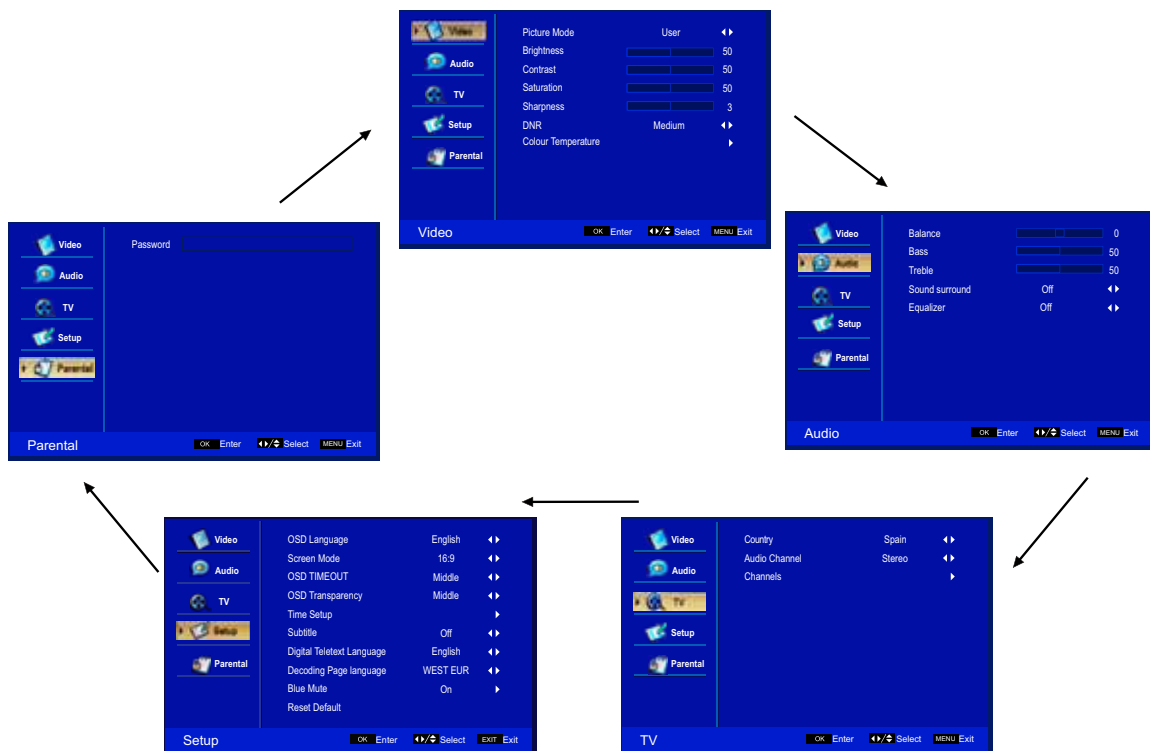 Video
Audio
TV
Setup
Parental
Picture Mode User
Brightness 50
Contrast 50
Saturation 50
Sharpness 3
DNR Medium
Colour Temperature
Video OK Enter / Select MENU Exit
Video
Audio
TV
Setup
Parental
Password
Parental OK Enter / Select MENU Exit
Video
Audio
TV
Setup
Parental
Balance 0
Bass 50
Treble 50
Sound surround Off
Equalizer Off
Audio OK Enter / Select MENU Exit
Video
Audio
TV
Setup
Parental
OSD Language English
Screen Mode 16:9
OSD TIMEOUT Middle
OSD Transparency Middle
Time Setup
Subtitle Off
Digital Teletext Language English
Decoding Page language WEST EUR
Blue Mute On
Reset Default
Setup OK Enter / Select EXIT Exit
Video
Audio
TV
Setup
Parental
Country Spain
Audio Channel Stereo
Channels
TV OK Enter / Select MENU Exit